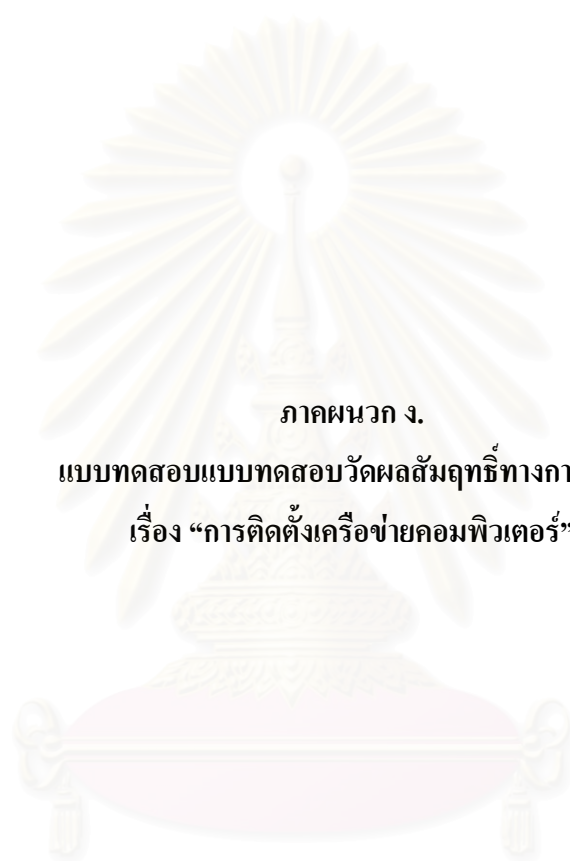 ภาคผนวก ง.
แบบทดสอบแบบทดสอบวัดผลสัมฤทธิ์ทางกา
เรื่อง “การติดตั้งเครือข่ายคอมพิวเตอร์”